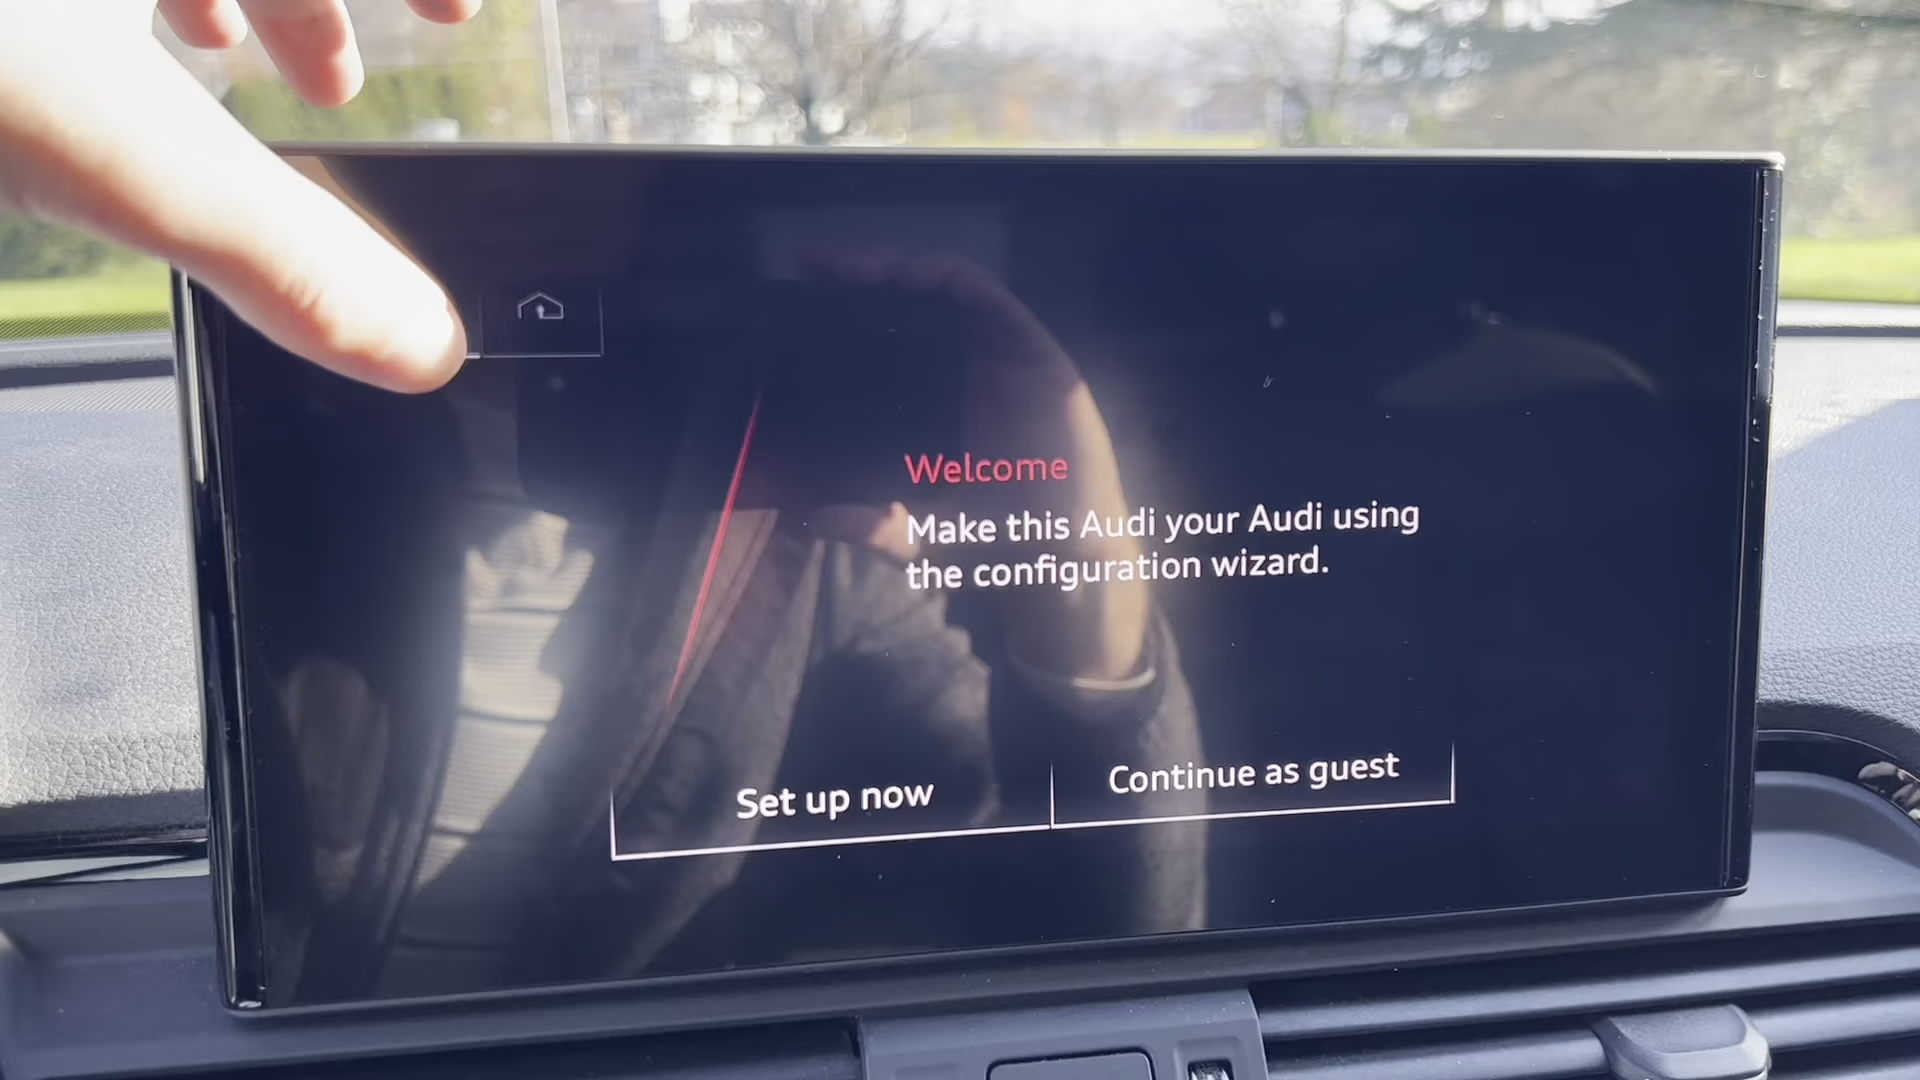 Welcome
Make this Audi your Audi using
the configuration wizard.
Set up now
Continue as guest